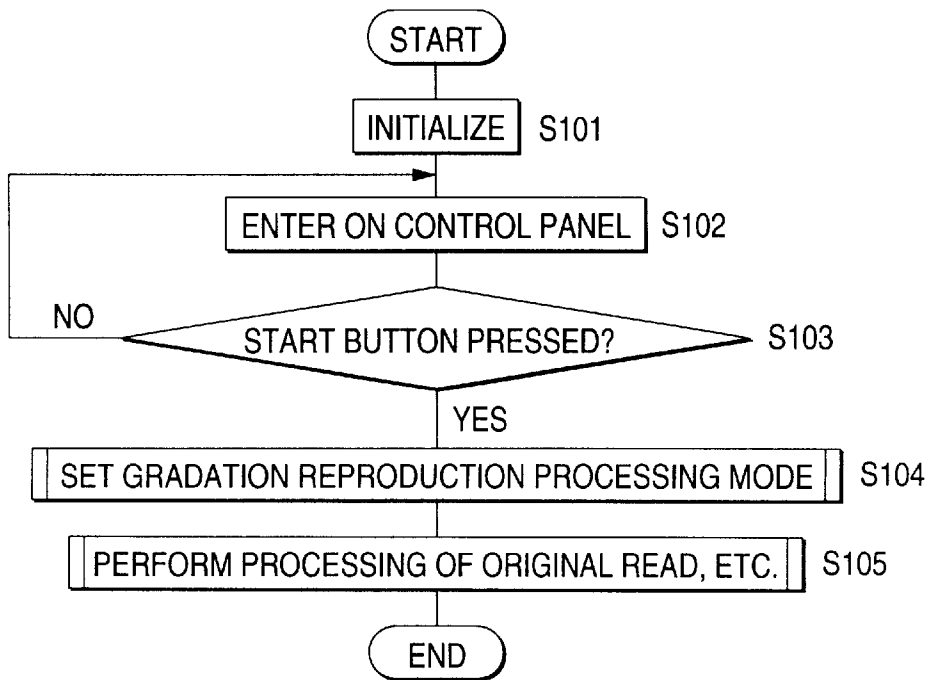 START
INITIALIZE S101
ENTER ON CONTROL PANEL S102
START BUTTON PRESSED? S103
NO
YES
SET GRADATION REPRODUCTION PROCESSING MODE S104
PERFORM PROCESSING OF ORIGINAL READ, ETC. S105
END